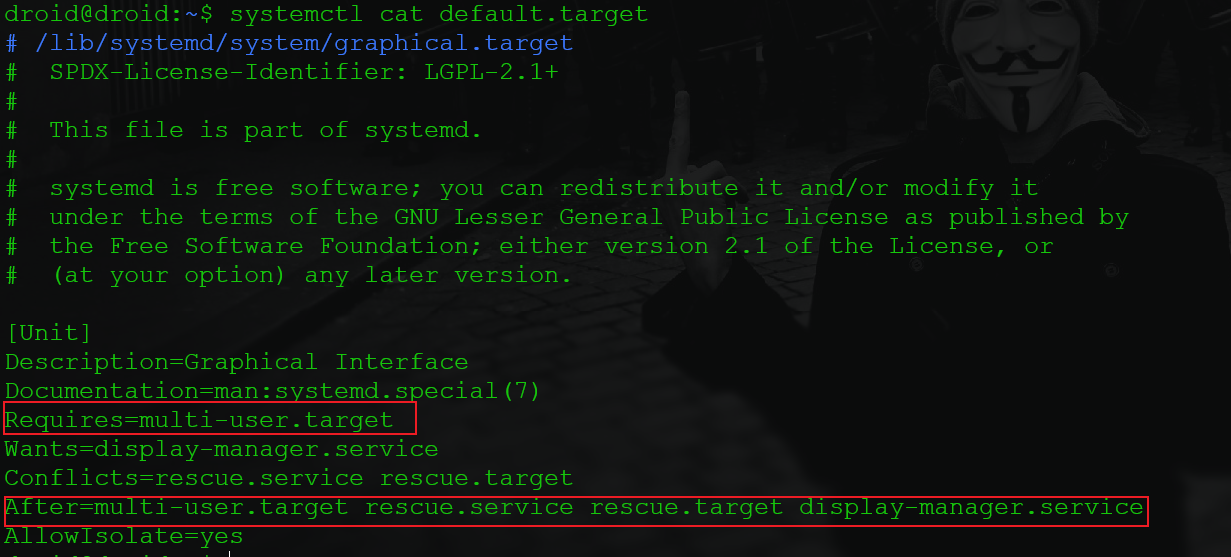 droid@droid:~$ systemctl cat default.target
# /lib/systemd/system/graphical.target
#  SPDX-License-Identifier: LGPL-2.1+
#
#  This file is part of systemd.
#
#  systemd is free software; you can redistribute it and/or modify it
#  under the terms of the GNU Lesser General Public License as published by
#  the Free Software Foundation; either version 2.1 of the License, or
#  (at your option) any later version.
[Unit]
Description=Graphical Interface
Documentation=man:systemd.special(7)
Requires=multi-user.target
Wants=display-manager.service
Conflicts=rescue.service rescue.target
After=multi-user.target rescue.service rescue.target display-manager.service
AllowIsolate=yes